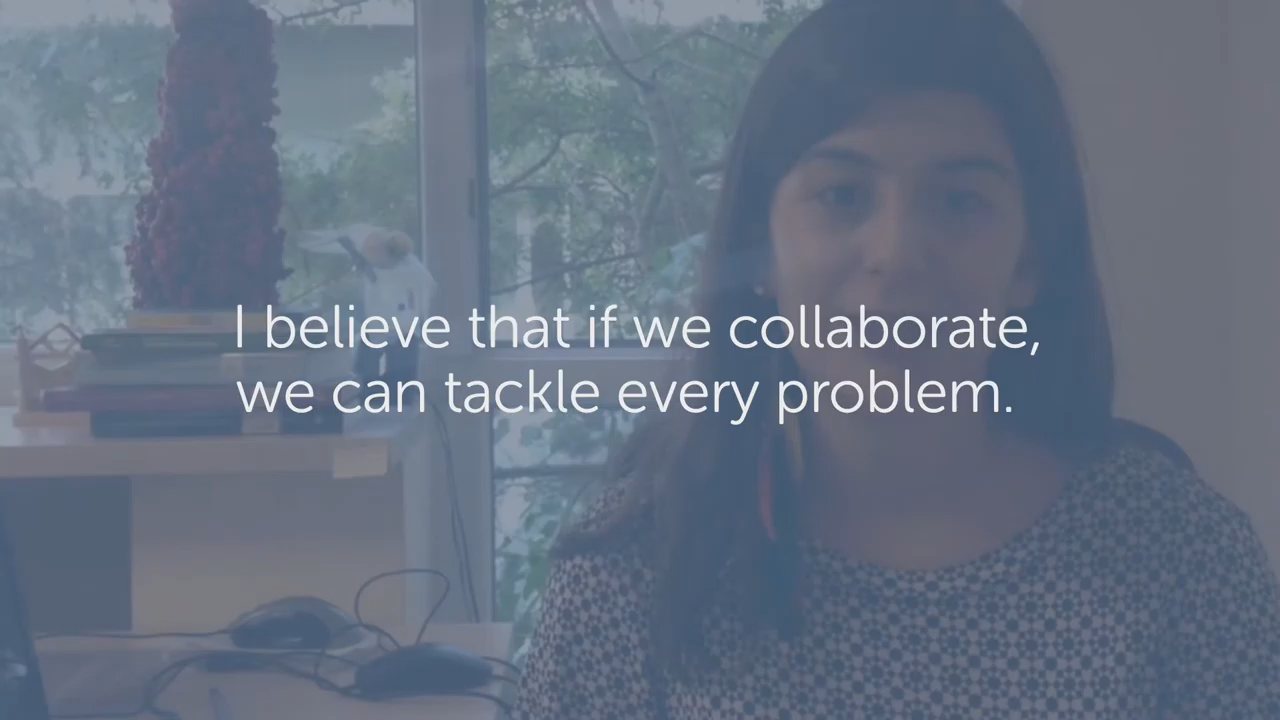 I believe that if we collaborate,
we can tackle every problem.